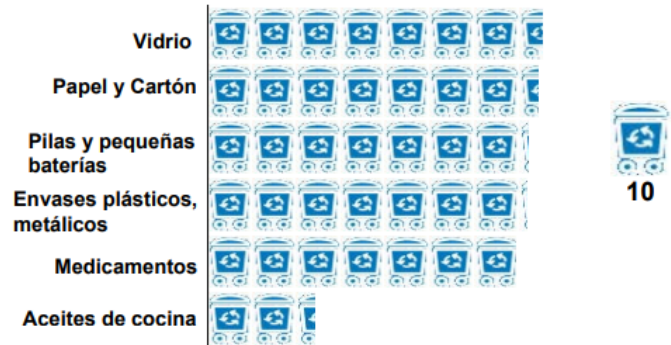 Vidrio
Papel y Cartón
Pilas y pequeñas
baterías
Envases plásticos,
metálicos
Medicamentos
Aceites de cocina
10